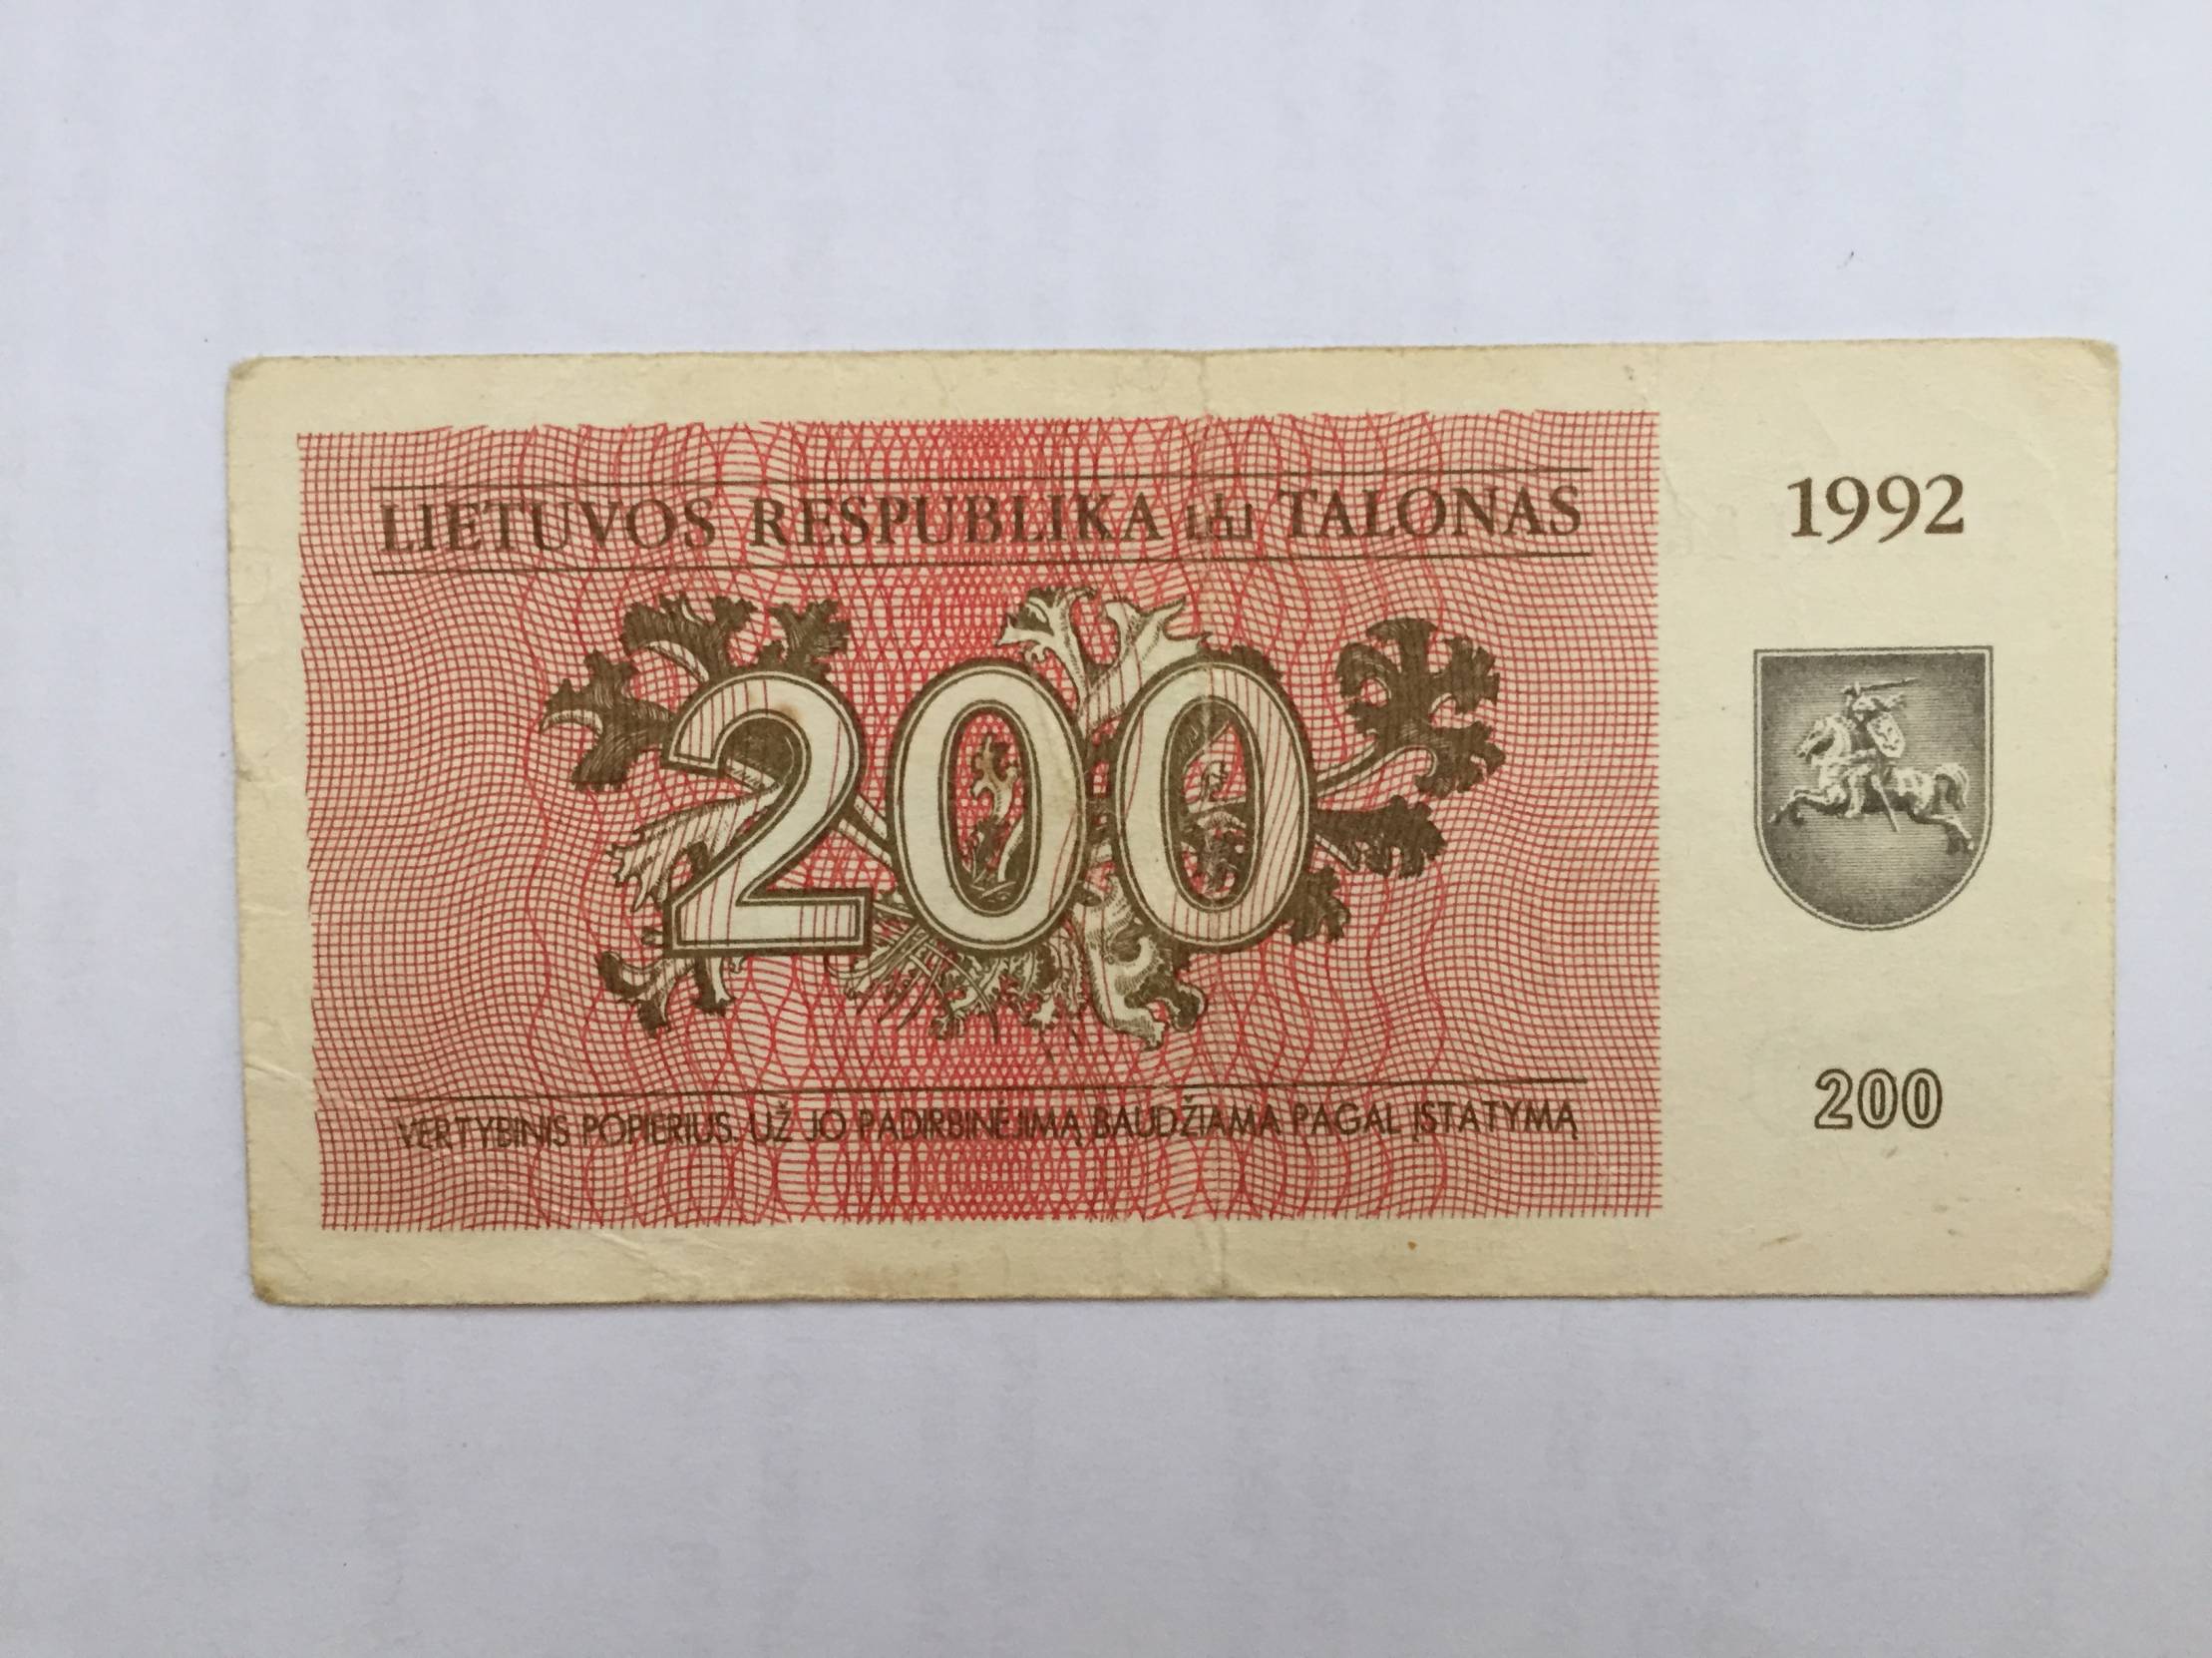 LIETUVOS RESPUBLIKA TALONAS
1992
200
VERTYBINIS POPIERIUS. UŽ JO PADIRBINĖJIMĄ BAUDŽIAMA PAGAL ĮSTATYMĄ
200